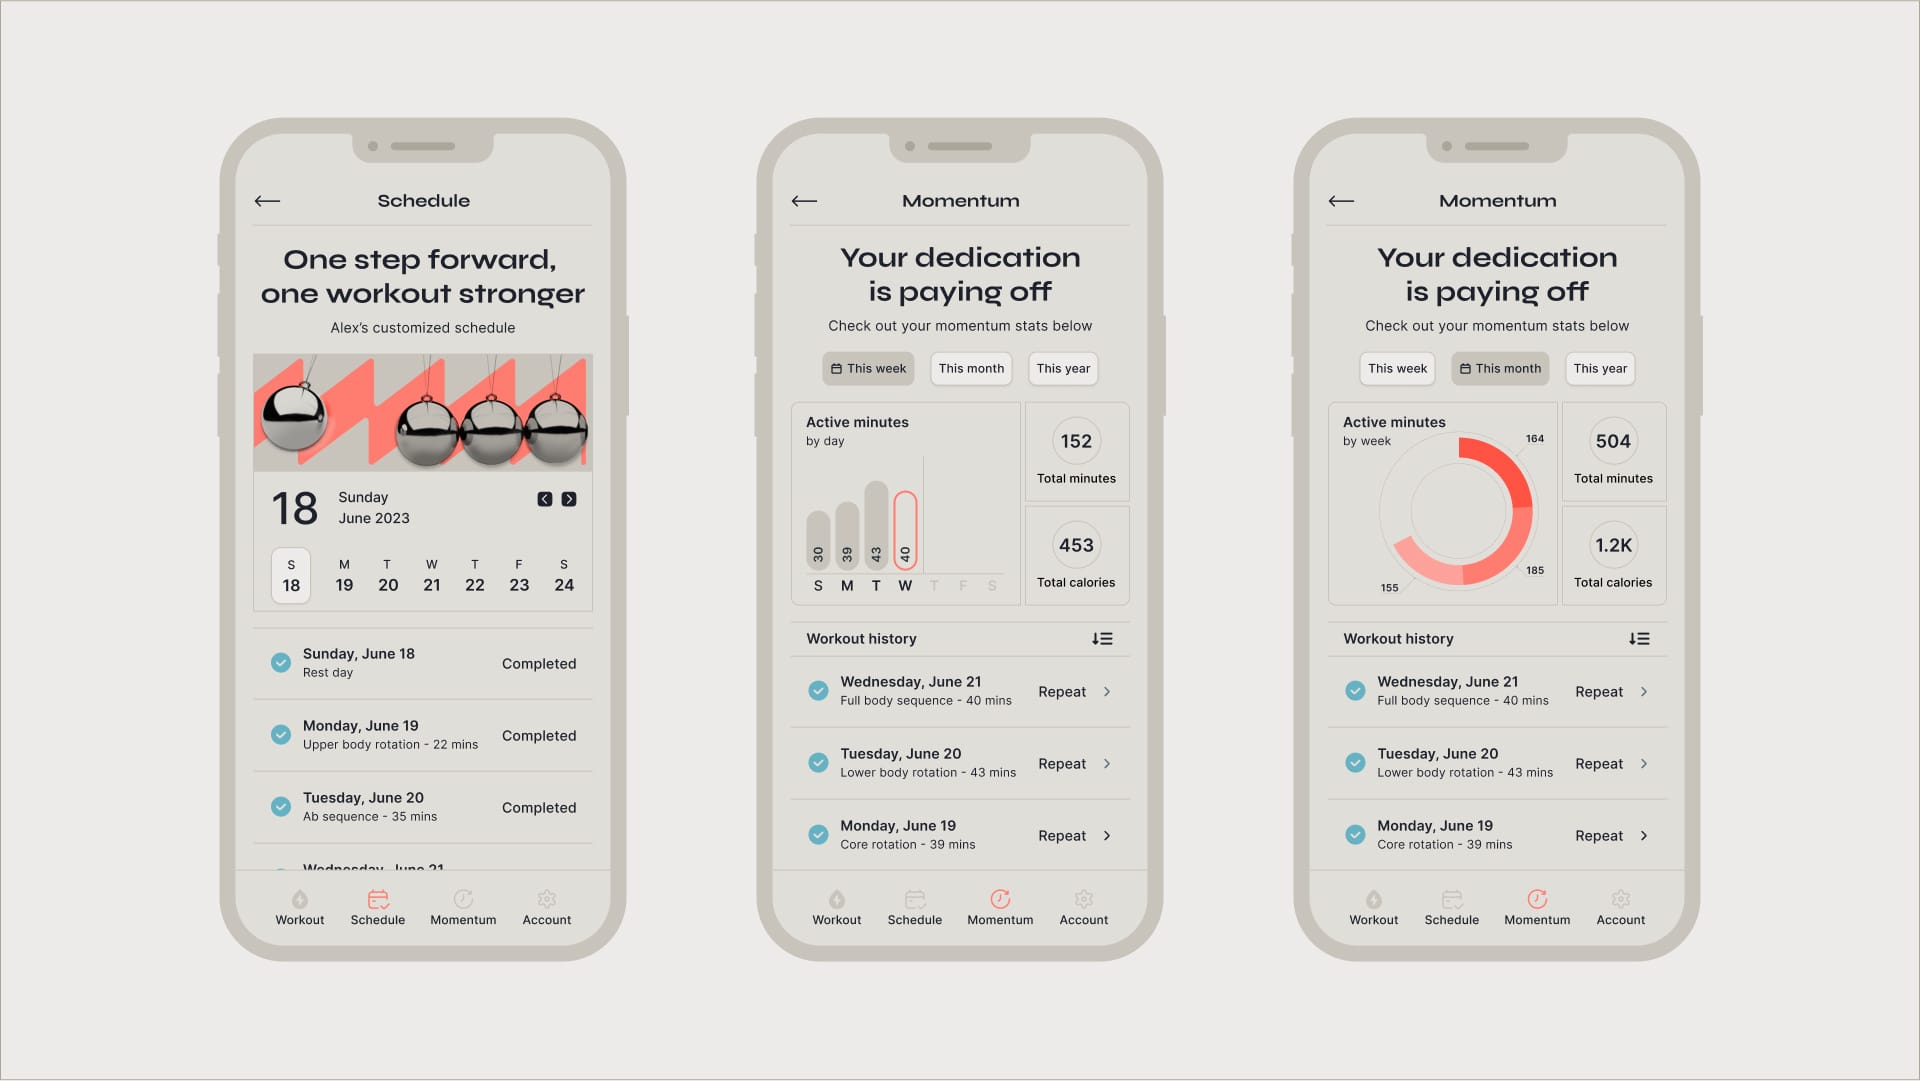 Schedule
One step forward,
one workout stronger
Alex’s customized schedule
18
Sunday
June 2023
S M T W T F S
18 19 20 21 22 23 24
Sunday, June 18
Rest day
Completed
Monday, June 19
Upper body rotation - 22 mins
Completed
Tuesday, June 20
Ab sequence - 35 mins
Completed
Wednesday, June 21
Workout Schedule Momentum Account
Momentum
Your dedication
is paying off
Check out your momentum stats below
This week This month This year
Active minutes
by day
30 39 43 40
S M T W T F S
152
Total minutes
453
Total calories
Workout history
Wednesday, June 21
Full body sequence - 40 mins
Repeat
Tuesday, June 20
Lower body rotation - 43 mins
Repeat
Monday, June 19
Core rotation - 39 mins
Repeat
Workout Schedule Momentum Account
Momentum
Your dedication
is paying off
Check out your momentum stats below
This week This month This year
Active minutes
by week
164
185
155
504
Total minutes
1.2K
Total calories
Workout history
Wednesday, June 21
Full body sequence - 40 mins
Repeat
Tuesday, June 20
Lower body rotation - 43 mins
Repeat
Monday, June 19
Core rotation - 39 mins
Repeat
Workout Schedule Momentum Account